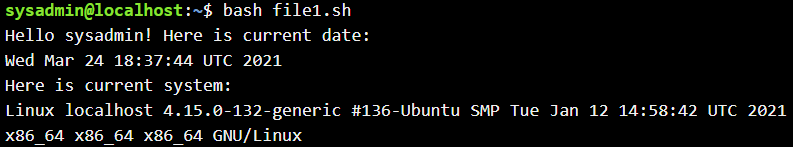 sysadmin@localhost:~$ bash file1.sh
Hello sysadmin! Here is current date:
Wed Mar 24 18:37:44 UTC 2021
Here is current system:
Linux localhost 4.15.0-132-generic #136-Ubuntu SMP Tue Jan 12 14:58:42 UTC 2021
x86_64 x86_64 x86_64 GNU/Linux